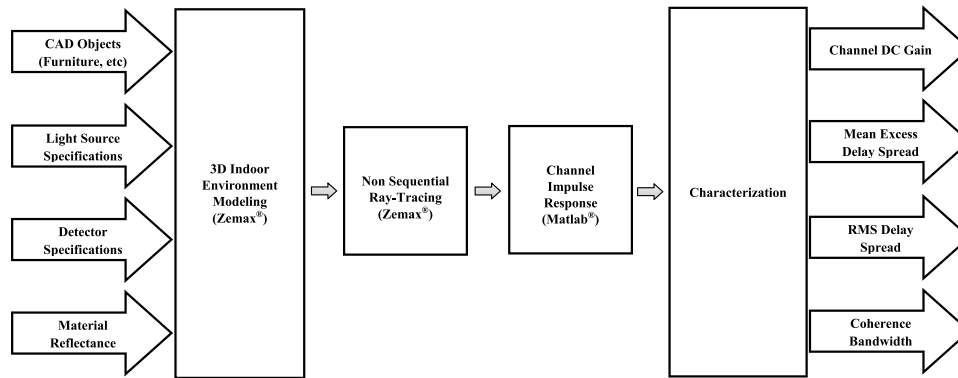 CAD Objects
(Furniture, etc)
Light Source
Specifications
Detector
Specifications
Material
Reflectance
3D Indoor
Environment
Modeling
(Zemax®)
Non Sequential
Ray-Tracing
(Zemax®)
Channel
Impulse
Response
(Matlab®)
Characterization
Channel DC Gain
Mean Excess
Delay Spread
RMS Delay
Spread
Coherence
Bandwidth